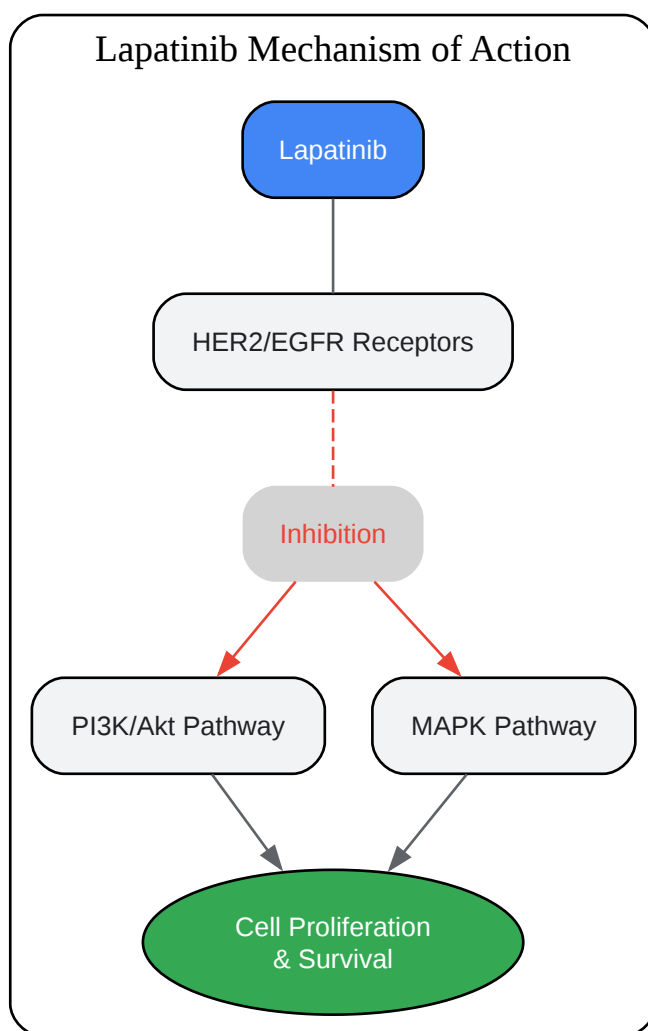 Lapatinib Mechanism of Action
Lapatinib
HER2/EGFR Receptors
Inhibition
PI3K/Akt Pathway
MAPK Pathway
Cell Proliferation
& Survival